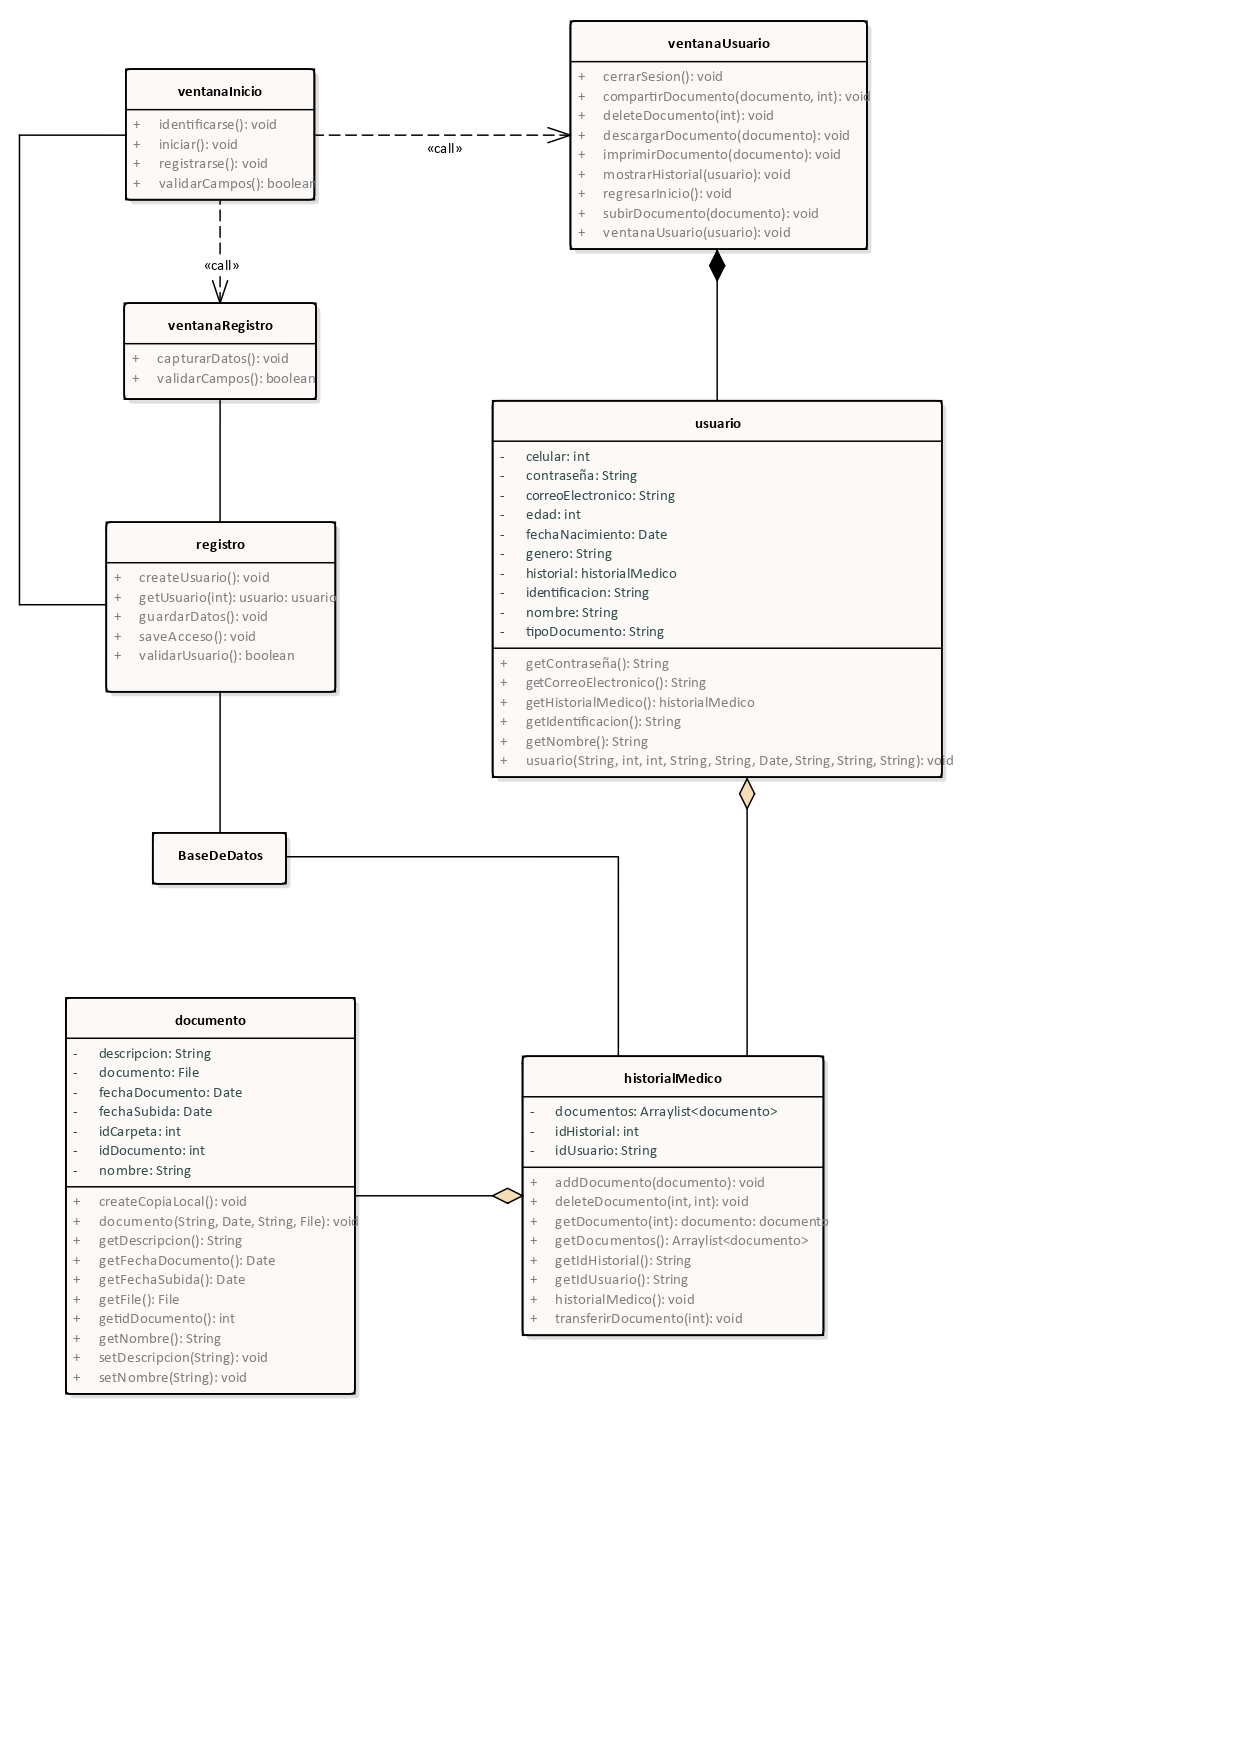 ventanaUsuario
+ cerrarSesion(): void
+ compartirDocumento(documento, int): void
+ deleteDocumento(int): void
+ descargarDocumento(documento): void
+ imprimirDocumento(documento): void
+ mostrarHistorial(usuario): void
+ regresarInicio(): void
+ subirDocumento(documento): void
+ ventanaUsuario(usuario): void
ventanaInicio
+ identificarse(): void
+ iniciar(): void
+ registrarse(): void
+ validarCampos(): boolean
«call»
«call»
ventanaRegistro
+ capturarDatos(): void
+ validarCampos(): boolean
usuario
- celular: int
- contraseña: String
- correoElectronico: String
- edad: int
- fechaNacimiento: Date
- genero: String
- historial: historialMedico
- identificacion: String
- nombre: String
- tipoDocumento: String
+ getContraseña(): String
+ getCorreoElectronico(): String
+ getHistorialMedico(): historialMedico
+ getIdentificacion(): String
+ getNombre(): String
+ usuario(String, int, int, String, String, Date, String, String, String): void
registro
+ createUsuario(): void
+ getUsuario(int): usuario: usuario
+ guardarDatos(): void
+ saveAcceso(): void
+ validarUsuario(): boolean
BaseDeDatos
documento
- descripcion: String
- documento: File
- fechaDocumento: Date
- fechaSubida: Date
- idCarpeta: int
- idDocumento: int
- nombre: String
+ createCopiaLocal(): void
+ documento(String, Date, String, File): void
+ getDescripcion(): String
+ getFechaDocumento(): Date
+ getFechaSubida(): Date
+ getFile(): File
+ getidDocumento(): int
+ getNombre(): String
+ setDescripcion(String): void
+ setNombre(String): void
historialMedico
- documentos: Arraylist<documento>
- idHistorial: int
- idUsuario: String
+ addDocumento(documento): void
+ deleteDocumento(int, int): void
+ getDocumento(int): documento: documento
+ getDocumentos(): Arraylist<documento>
+ getIdHistorial(): String
+ getIdUsuario(): String
+ historialMedico(): void
+ transferirDocumento(int): void